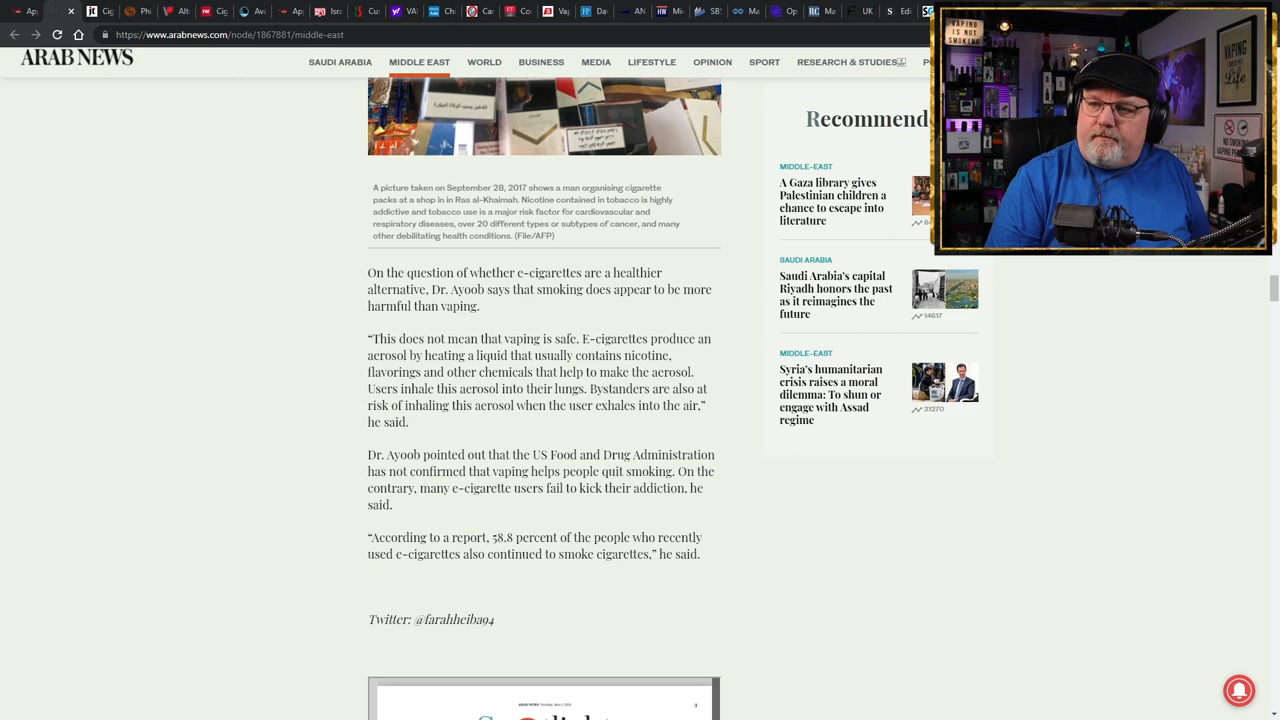 https://www.arabnews.com/node/1867881/middle-east
ARAB NEWS
SAUDI ARABIA MIDDLE EAST WORLD BUSINESS MEDIA LIFESTYLE OPINION SPORT RESEARCH & STUDIES
A picture taken on September 28, 2017 shows a man organising cigarette
packs at a shop in in Ras al-Khaimah. Nicotine contained in tobacco is highly
addictive and tobacco use is a major risk factor for cardiovascular and
respiratory diseases, over 20 different types or subtypes of cancer, and many
other debilitating health conditions. (File/AFP)
On the question of whether e-cigarettes are a healthier
alternative, Dr. Ayoob says that smoking does appear to be more
harmful than vaping.
“This does not mean that vaping is safe. E-cigarettes produce an
aerosol by heating a liquid that usually contains nicotine,
flavorings and other chemicals that help to make the aerosol.
Users inhale this aerosol into their lungs. Bystanders are also at
risk of inhaling this aerosol when the user exhales into the air,”
he said.
Dr. Ayoob pointed out that the US Food and Drug Administration
has not confirmed that vaping helps people quit smoking. On the
contrary, many e-cigarette users fail to kick their addiction, he
said.
“According to a report, 58.8 percent of the people who recently
used e-cigarettes also continued to smoke cigarettes,” he said.
Twitter: @farahheiba94
ARAB NEWS
Recommend
MIDDLE-EAST
A Gaza library gives
Palestinian children a
chance to escape into
literature
SAUDI ARABIA
Saudi Arabia’s capital
Riyadh honors the past
as it reimagines the
future
14617
MIDDLE-EAST
Syria’s humanitarian
crisis raises a moral
dilemma: To shun or
engage with Assad
regime
21270
VAPING
IS NOT
SMOKING
VAPING
Life